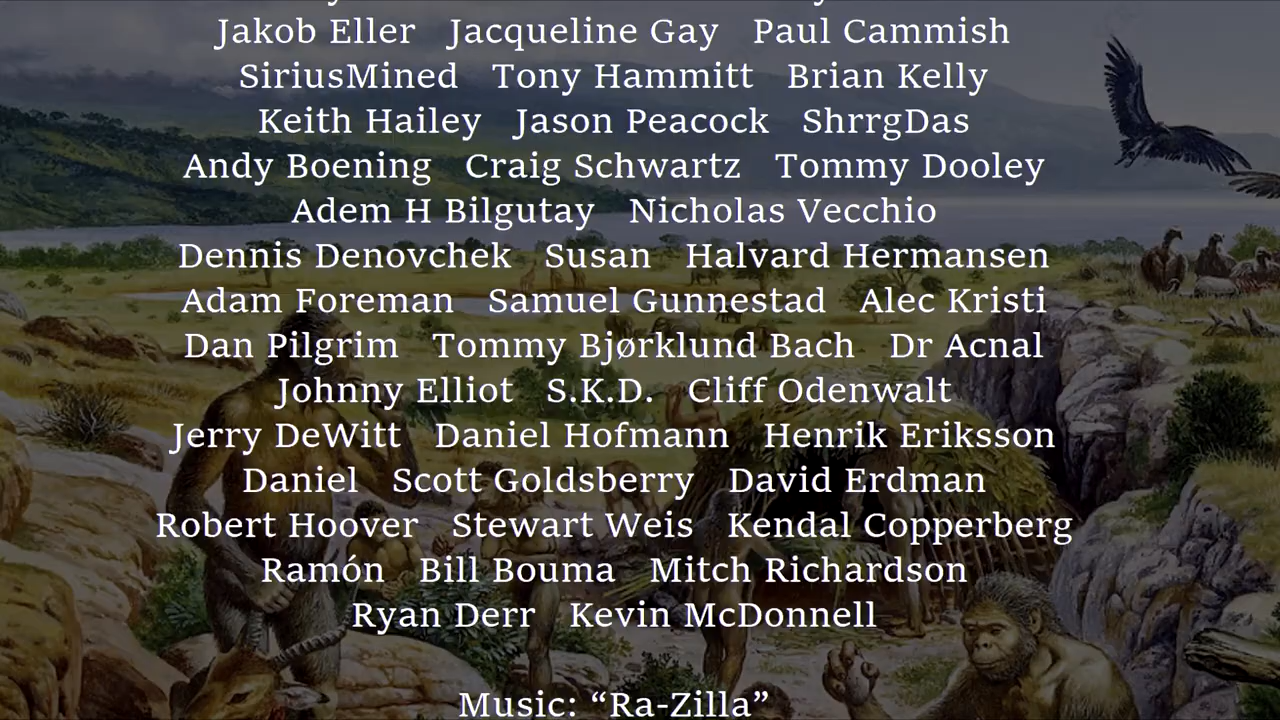 Jakob Eller Jacqueline Gay Paul Cammish
SiriusMined Tony Hammitt Brian Kelly
Keith Hailey Jason Peacock ShrrgDas
Andy Boening Craig Schwartz Tommy Dooley
Adem H Bilgutay Nicholas Vecchio
Dennis Denovchek Susan Halvard Hermansen
Adam Foreman Samuel Gunnestad Alec Kristi
Dan Pilgrim Tommy Bjørklund Bach Dr Acnal
Johnny Elliot S.K.D. Cliff Odenwalt
Jerry DeWitt Daniel Hofmann Henrik Eriksson
Daniel Scott Goldsberry David Erdman
Robert Hoover Stewart Weis Kendal Copperberg
Ramón Bill Bouma Mitch Richardson
Ryan Derr Kevin McDonnell
Music: “Ra-Zilla”